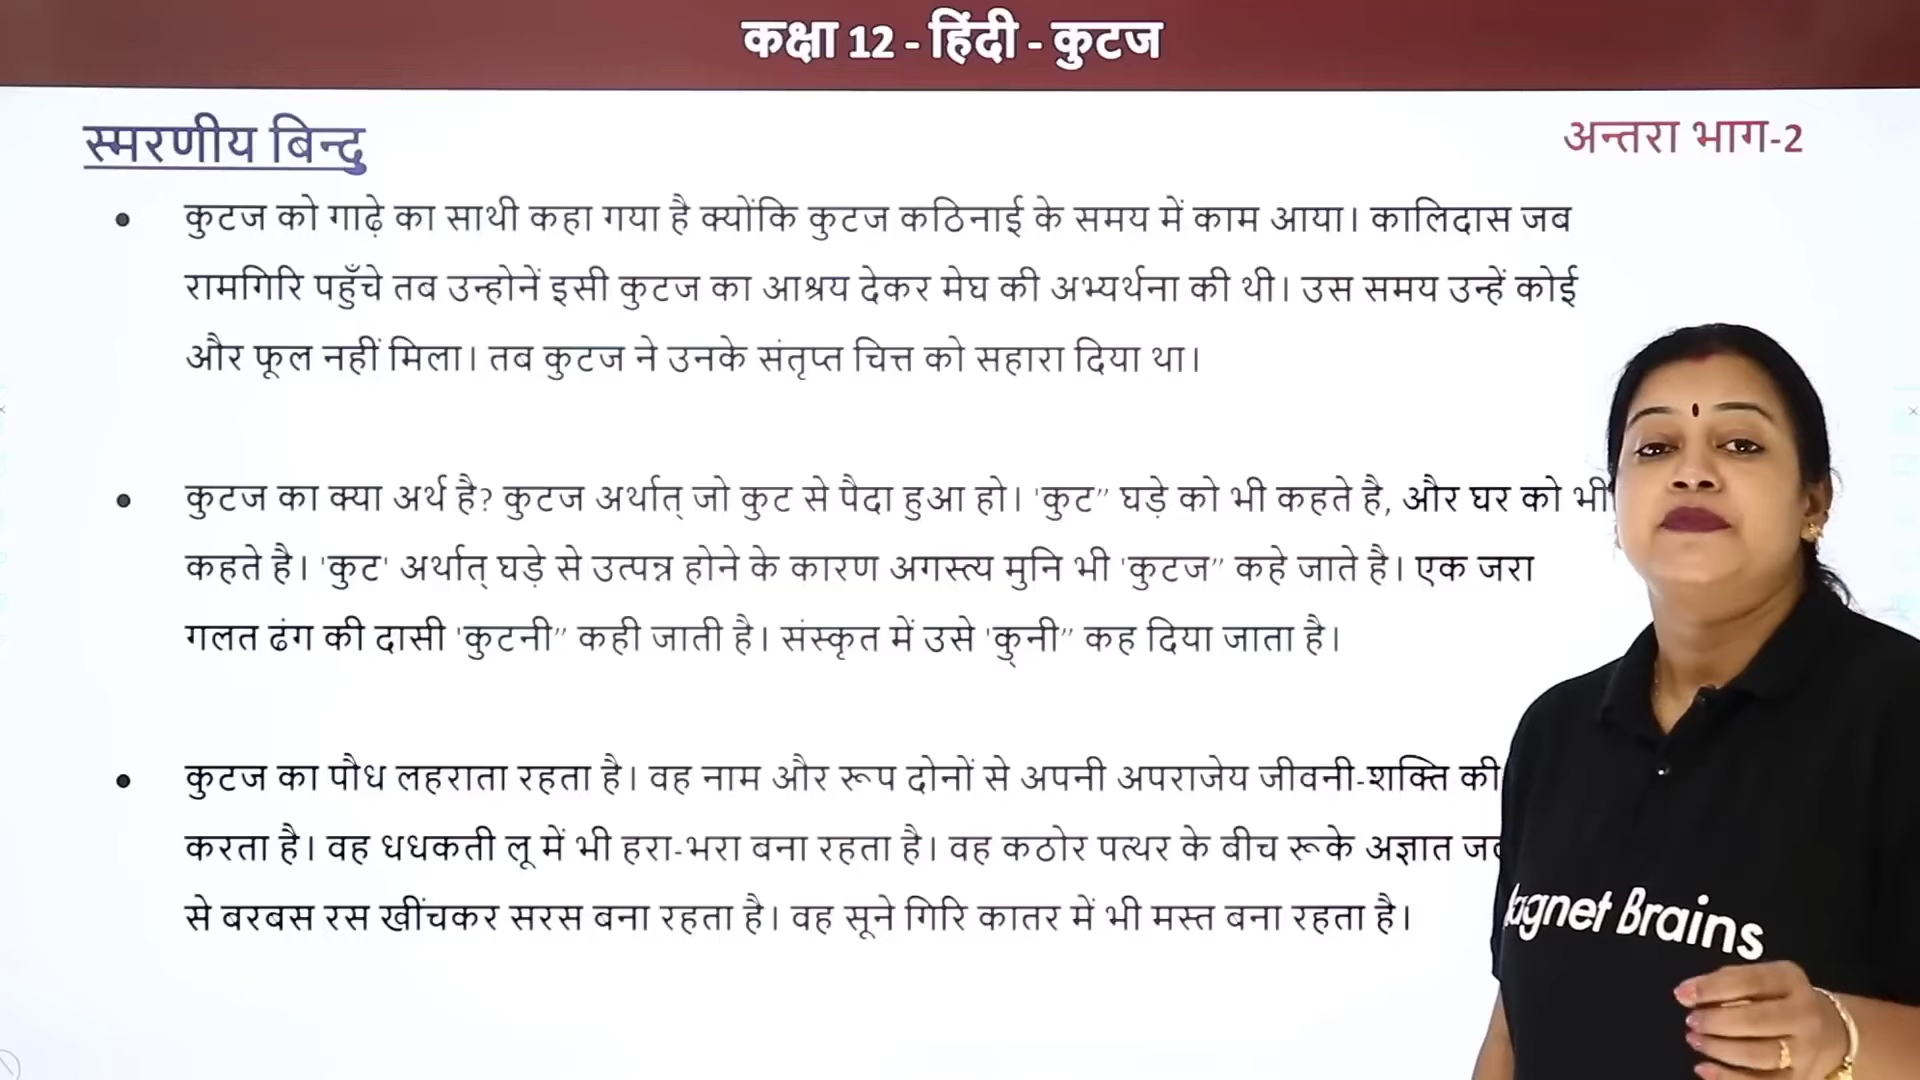 कक्षा 12 - हिंदी - कुटज
स्मरणीय बिन्दु
अन्तरा भाग-2
कुटज को गाढ़े का साथी कहा गया है क्योंकि कुटज कठिनाई के समय में काम आया। कालिदास जब
रामगिरि पहुँचे तब उन्होनें इसी कुटज का आश्रय देकर मेघ की अभ्यर्थना की थी। उस समय उन्हें कोई
और फूल नहीं मिला। तब कुटज ने उनके संतृप्त चित्त को सहारा दिया था।
कुटज का क्या अर्थ है? कुटज अर्थात् जो कुट से पैदा हुआ हो। 'कुट” घड़े को भी कहते है, और घर को भी
कहते है। 'कुट' अर्थात् घड़े से उत्पन्न होने के कारण अगस्त्य मुनि भी 'कुटज” कहे जाते है। एक जरा
गलत ढंग की दासी 'कुटनी” कही जाती है। संस्कृत में उसे 'कु्नी” कह दिया जाता है।
कुटज का पौध लहराता रहता है। वह नाम और रूप दोनों से अपनी अपराजेय जीवनी-शक्ति की
करता है। वह धधकती लू में भी हरा-भरा बना रहता है। वह कठोर पत्थर के बीच रूके अज्ञात
से बरबस रस खींचकर सरस बना रहता है। वह सूने गिरि कातर में भी मस्त बना रहता है।
agnet Brains